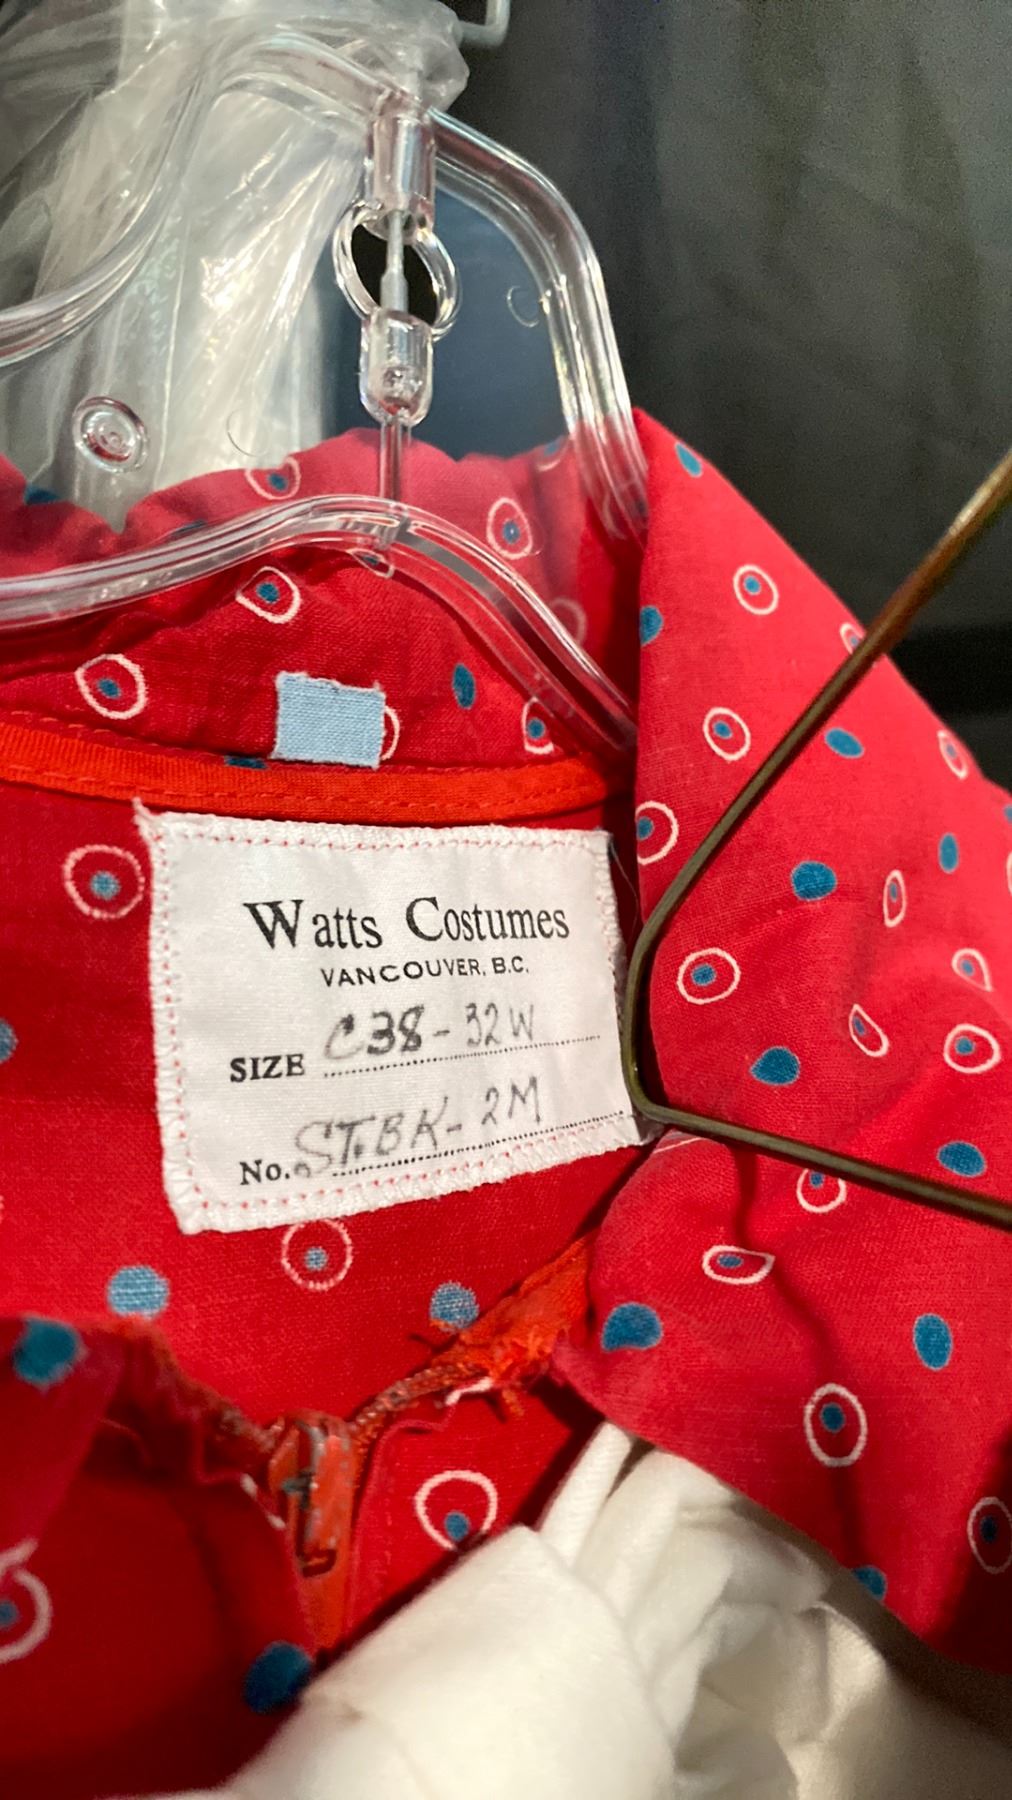 Watts Costumes
VANCOUVER, B.C.
SIZE C38-32W
No. ST.BK-2M